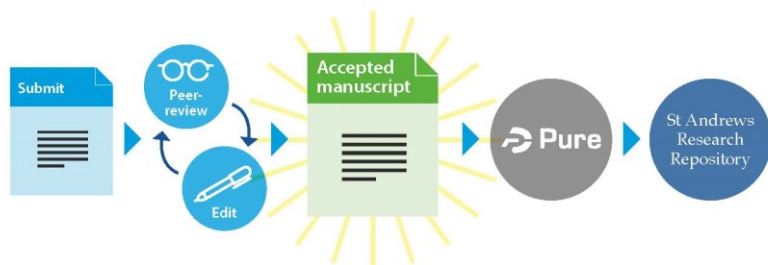 Submit
Peer-
review
Edit
Accepted
manuscript
Pure
St Andrews
Research
Repository